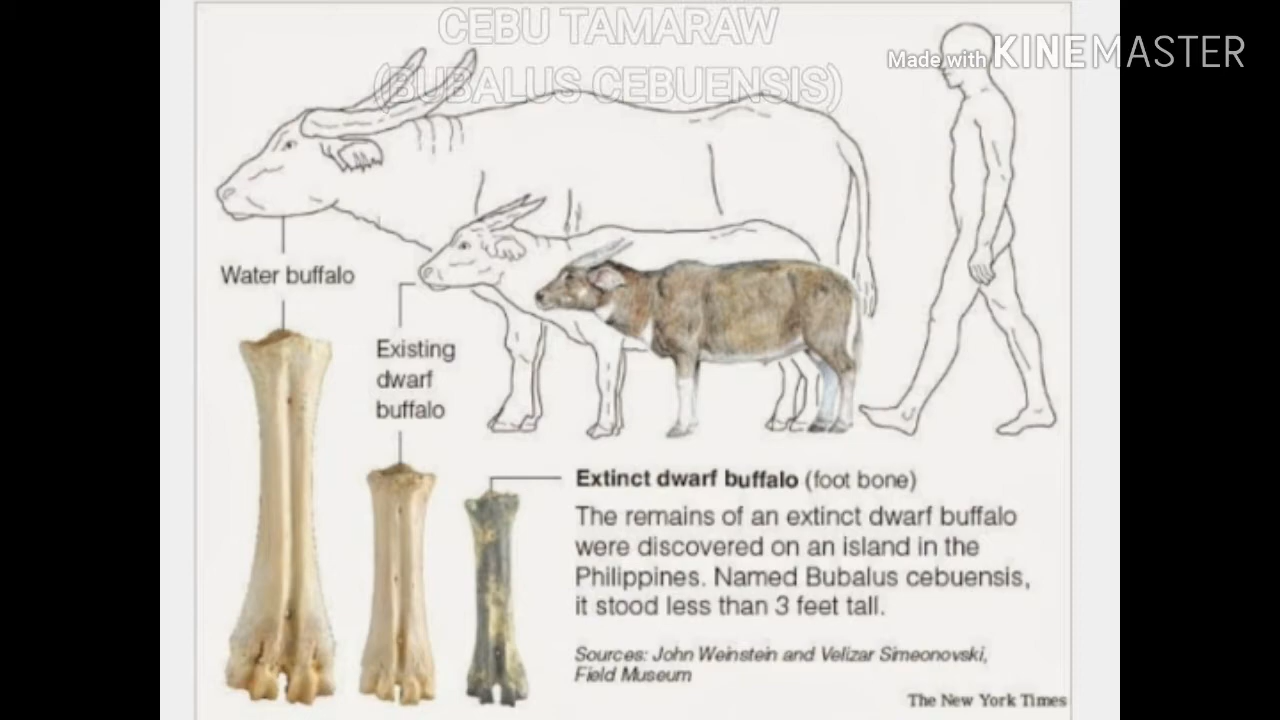 CEBU TAMARAW
(BUBALUS CEBUENSIS)
Made with KINEMASTER
Water buffalo
Existing
dwarf
buffalo
Extinct dwarf buffalo (foot bone)
The remains of an extinct dwarf buffalo
were discovered on an island in the
Philippines. Named Bubalus cebuensis,
it stood less than 3 feet tall.
Sources: John Weinstein and Velizar Simeonovski,
Field Museum
The New York Times